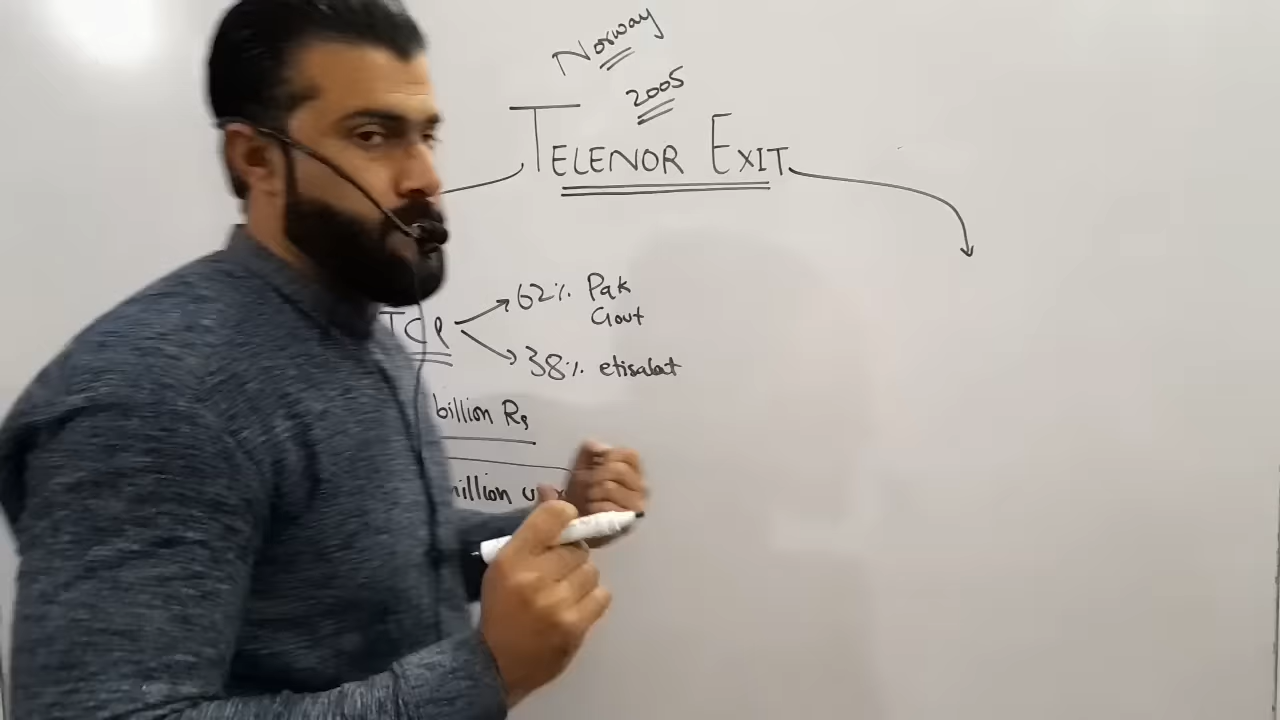 Norway
2005
TELENOR EXIT
TCP
62% Pak
Govt
38% etisalat
billion Rs
million